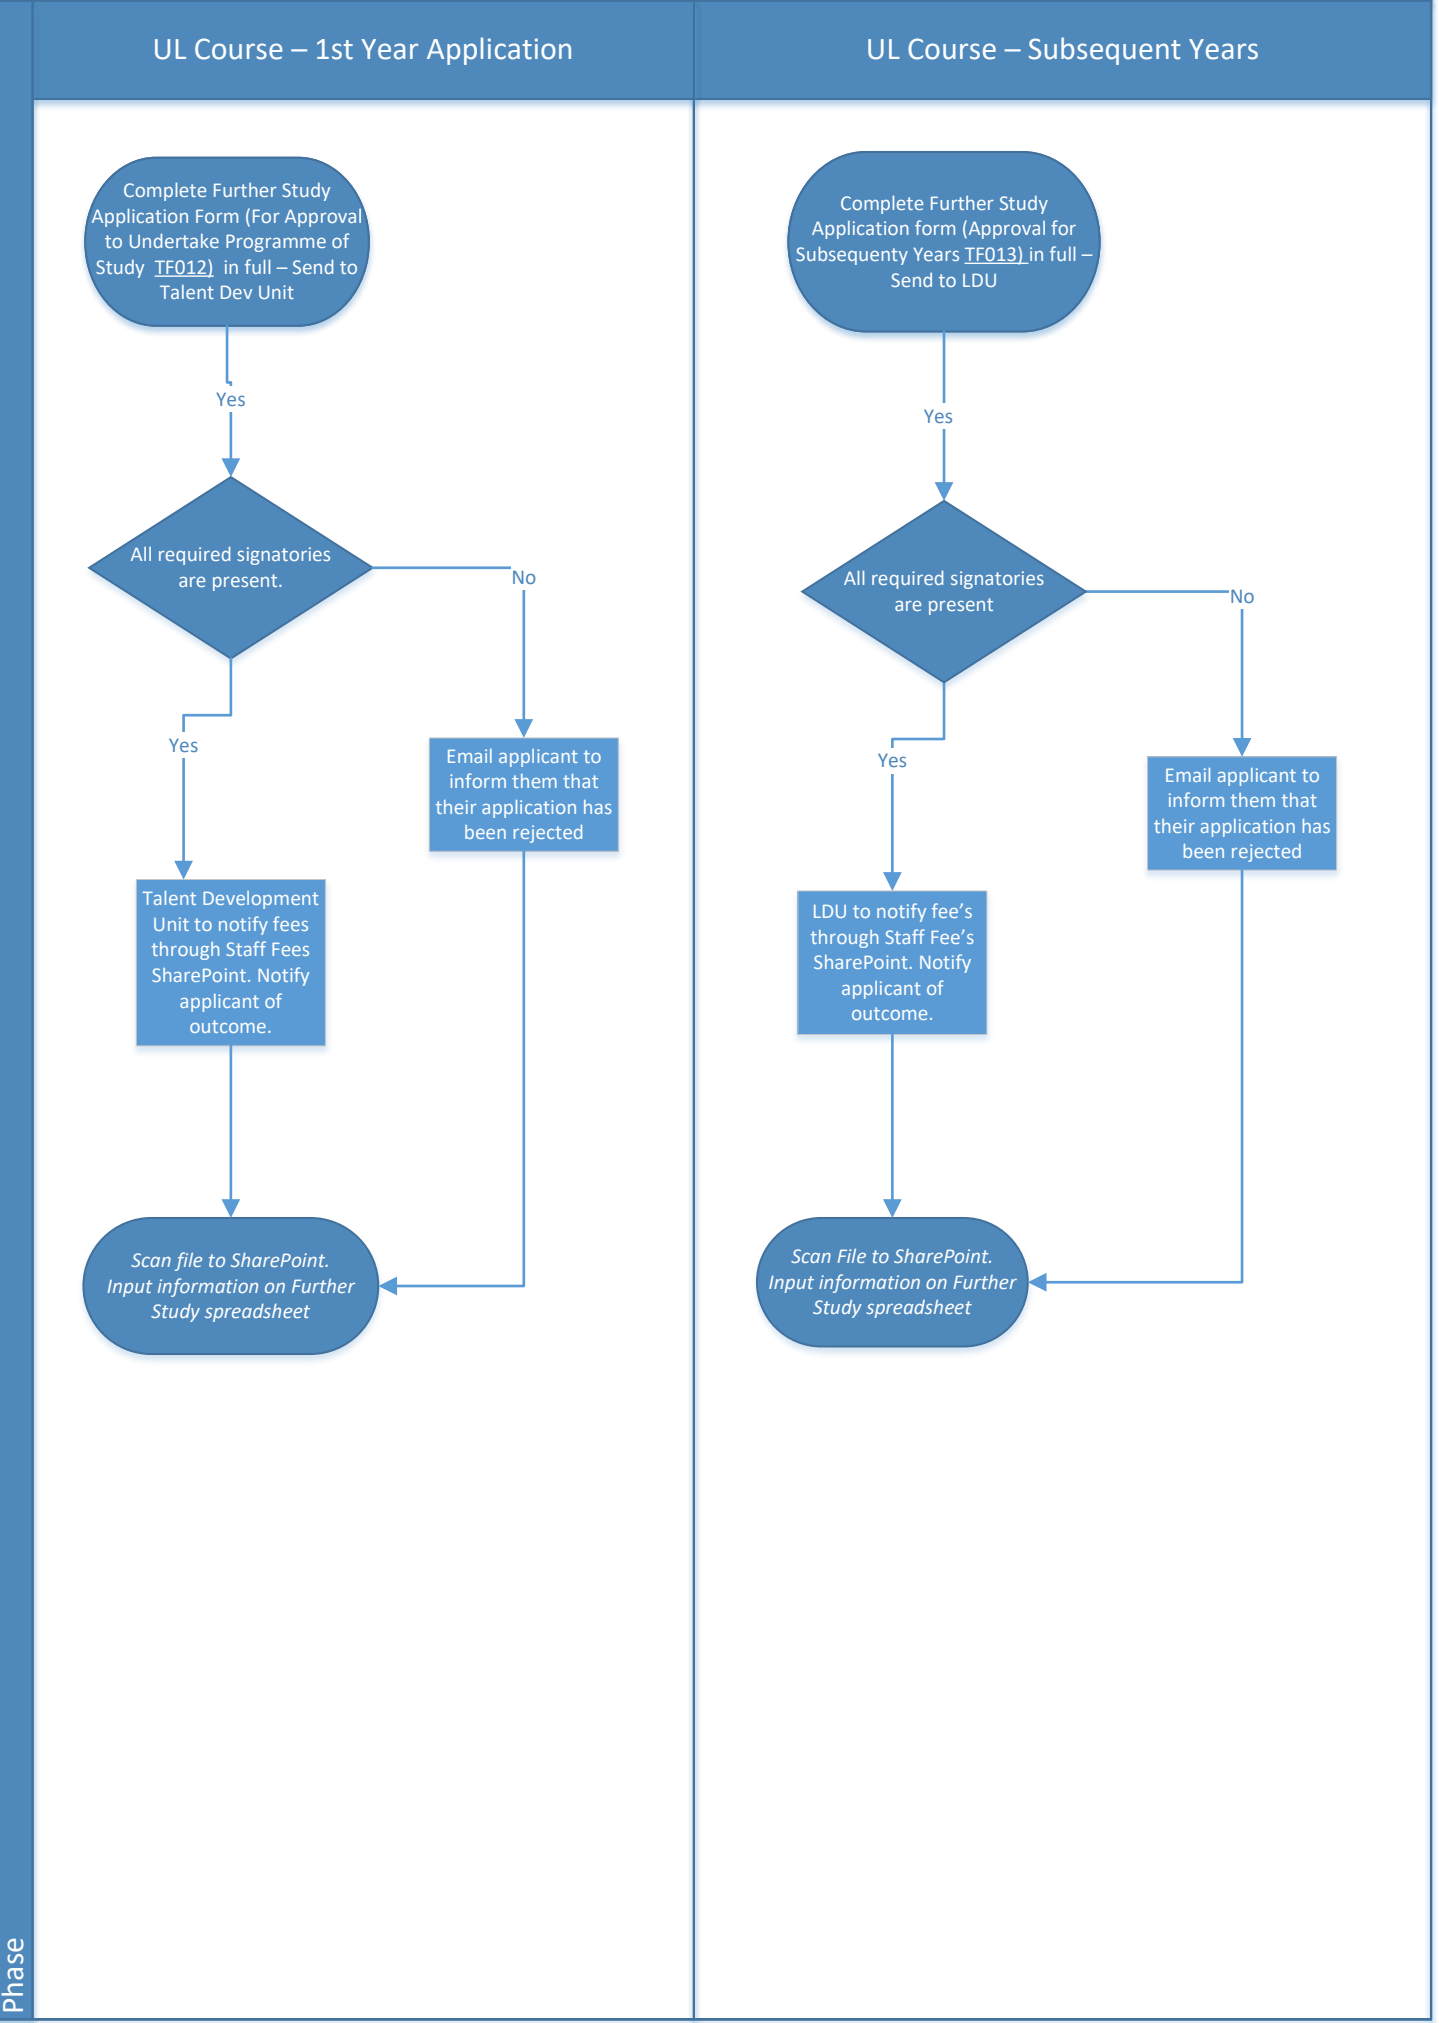 UL Course – 1st Year Application
UL Course – Subsequent Years
Complete Further Study
Application Form (For Approval
to Undertake Programme of
Study  TF012)  in full – Send to
Talent Dev Unit
Yes
All required signatories
are present.
No
Yes
Email applicant to
inform them that
their application has
been rejected
Talent Development
Unit to notify fees
through Staff Fees
SharePoint. Notify
applicant of
outcome.
Scan file to SharePoint.
Input information on Further
Study spreadsheet
Complete Further Study
Application form (Approval for
Subsequenty Years TF013) in full –
Send to LDU
Yes
All required signatories
are present
No
Yes
Email applicant to
inform them that
their application has
been rejected
LDU to notify fee’s
through Staff Fee’s
SharePoint. Notify
applicant of
outcome.
Scan File to SharePoint.
Input information on Further
Study spreadsheet
Phase